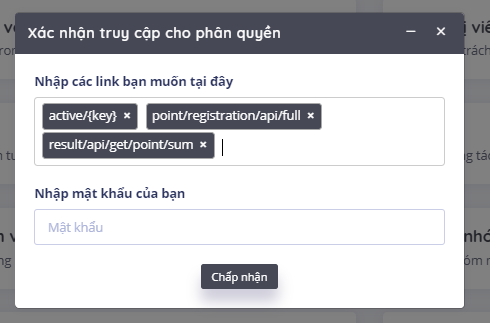 Xác nhận truy cập cho phân quyền
Nhập các link bạn muốn tại đây
active/{key} × point/registration/api/full ×
result/api/get/point/sum ×
Nhập mật khẩu của bạn
Mật khẩu
Chấp nhận